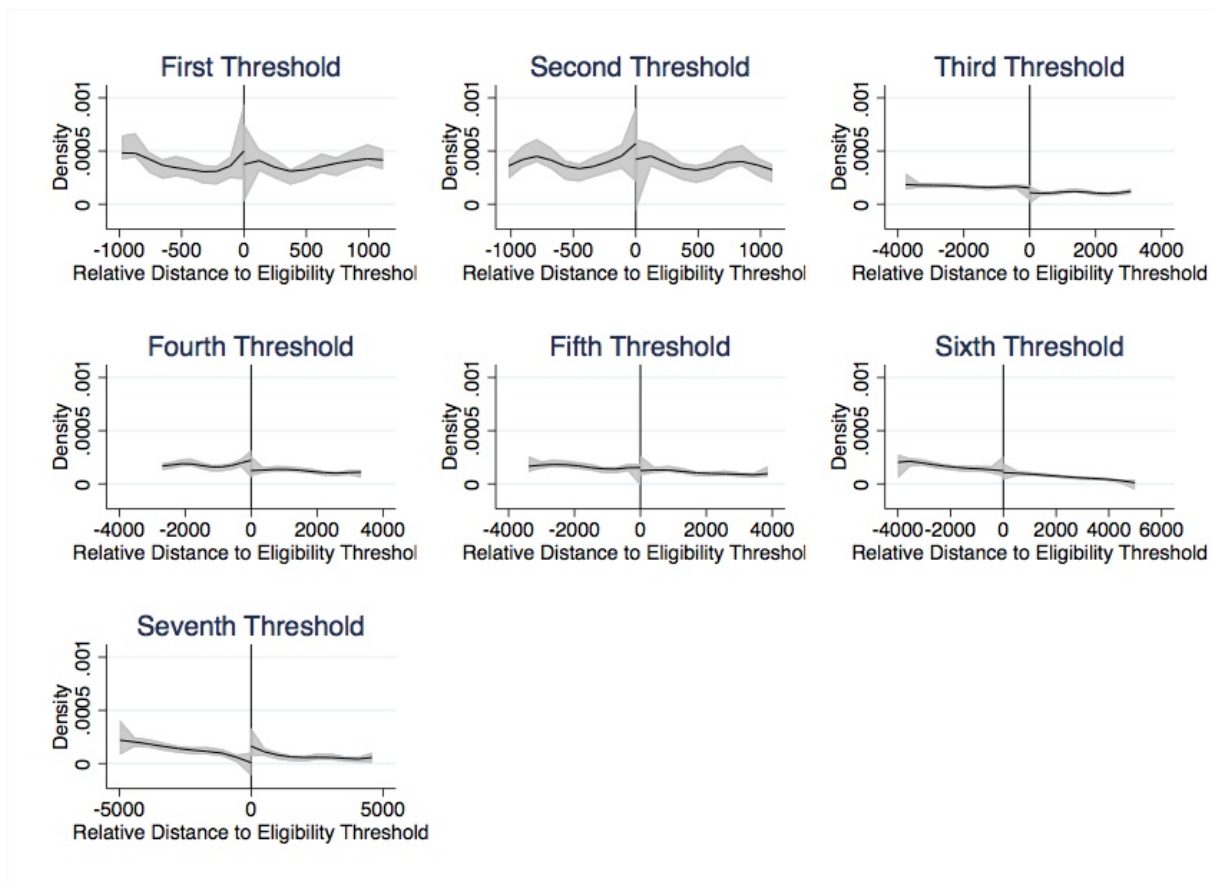 First Threshold
Density
0 .0005 .001
-1000 -500 0 500 1000
Relative Distance to Eligibility Threshol
Second Threshold
Density
0 .0005 .001
-1000 -500 0 500 1000
Relative Distance to Eligibility Threshol
Third Threshold
Density
0 .0005 .001
-4000 -2000 0 2000 4000
Relative Distance to Eligibility Threshold
Fourth Threshold
Density
0 .0005 .001
-4000 -2000 0 2000 4000
Relative Distance to Eligibility Threshol
Fifth Threshold
Density
0 .0005 .001
-4000 -2000 0 2000 4000
Relative Distance to Eligibility Threshol
Sixth Threshold
Density
0 .0005 .001
-4000 -2000 0 2000 4000 6000
Relative Distance to Eligibility Threshold
Seventh Threshold
Density
0 .0005 .001
-5000 0 5000
Relative Distance to Eligibility Threshold